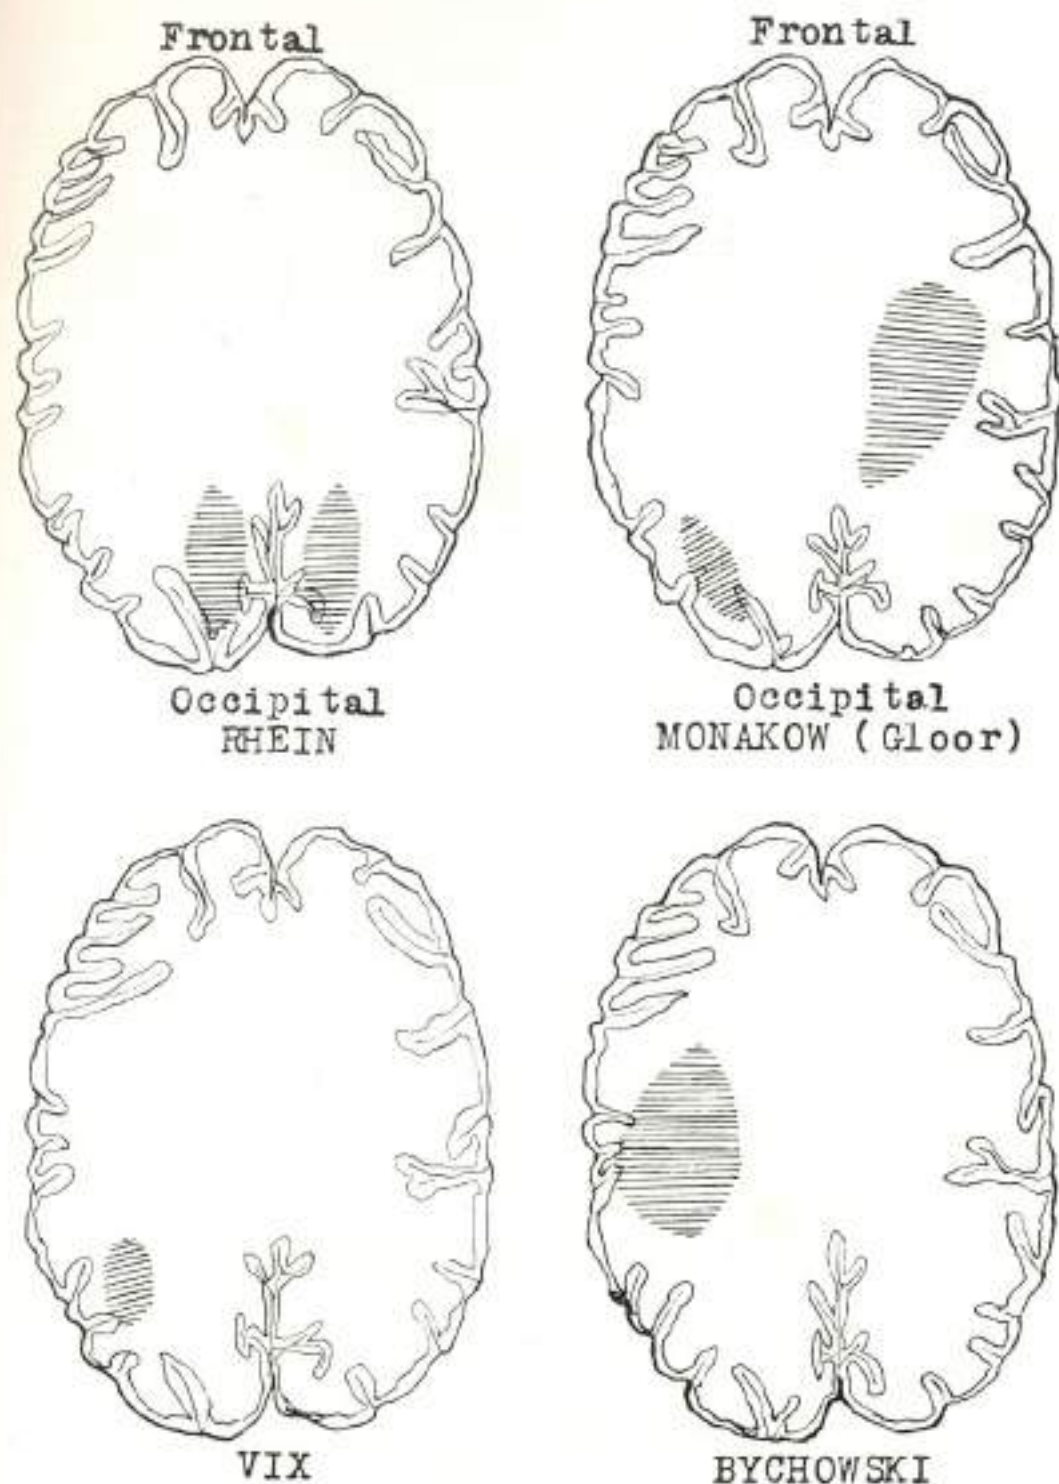 Frontal
Frontal
Occipital
RHEIN
Occipital
MONAKOW (Gloor)
VIX
BYCHOWSKI